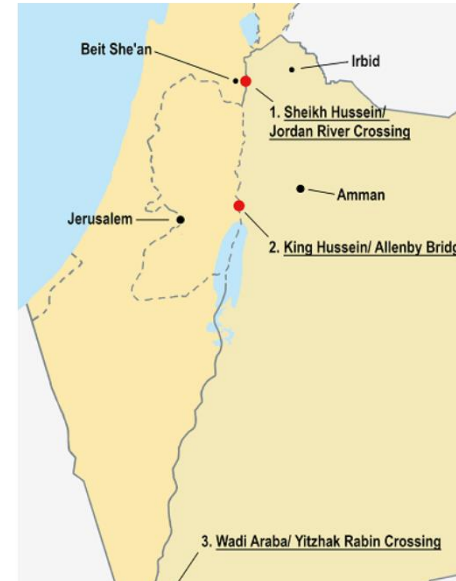 Beit She'an
Irbid
1. Sheikh Hussein/
Jordan River Crossing
Amman
Jerusalem
2. King Hussein/ Allenby Bridg
3. Wadi Araba/ Yitzhak Rabin Crossing